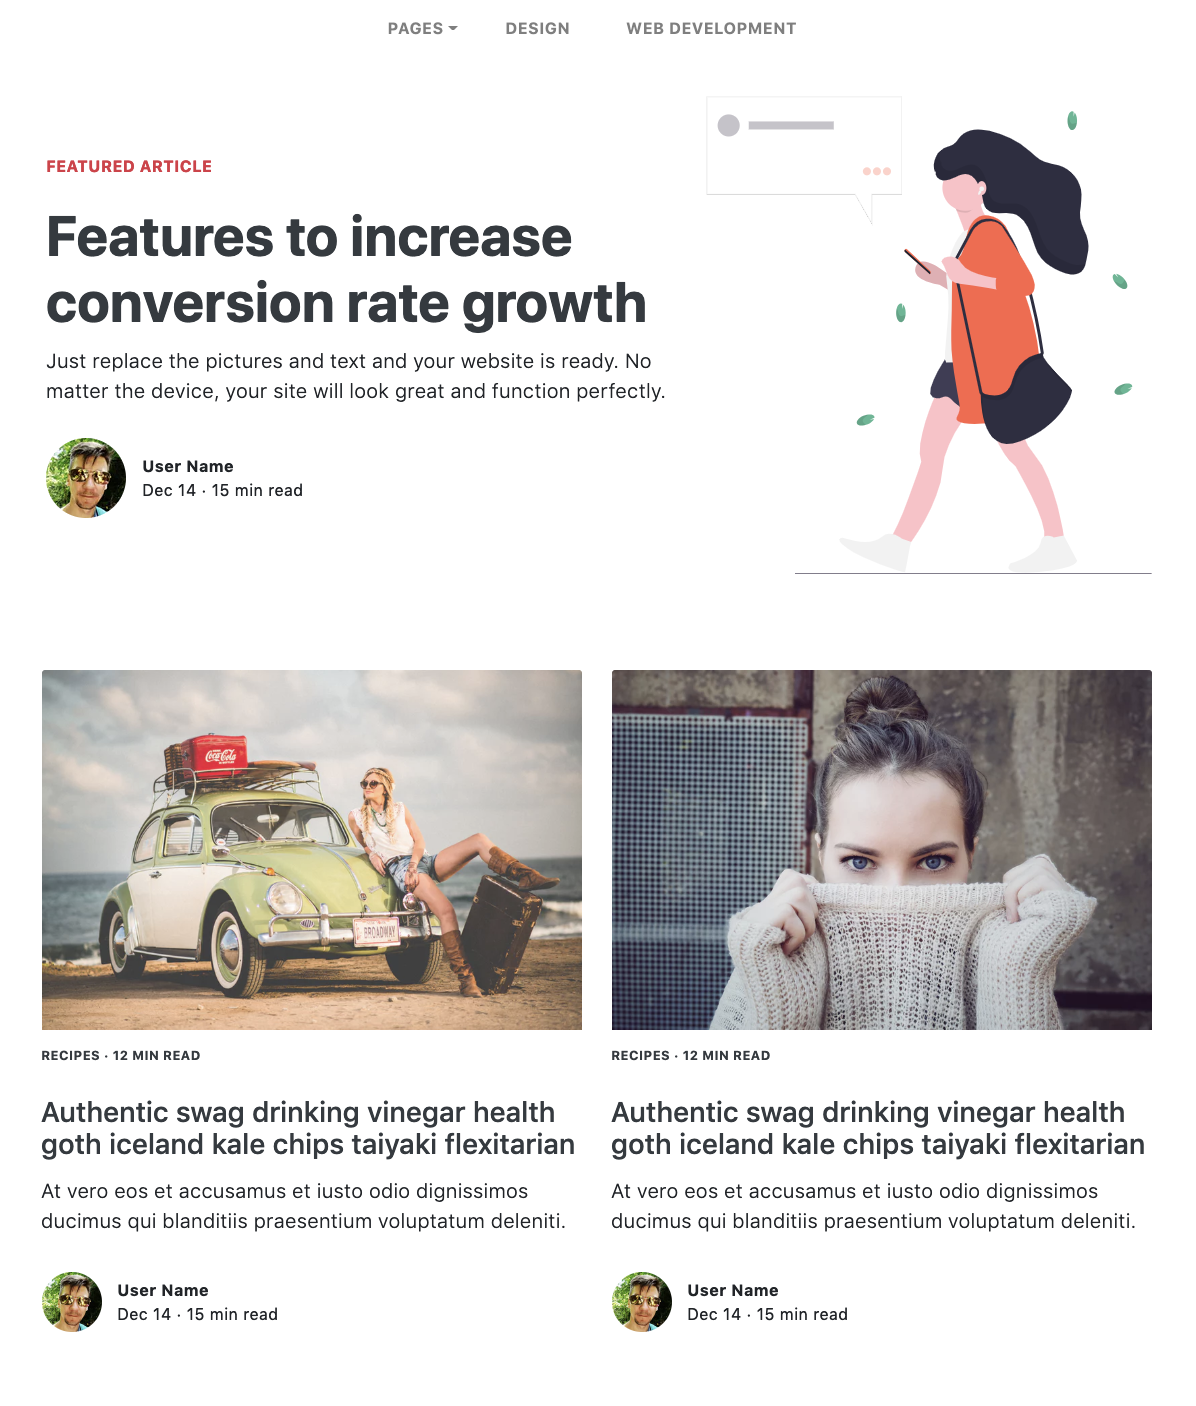 PAGES
DESIGN
WEB DEVELOPMENT
FEATURED ARTICLE
Features to increase
conversion rate growth
Just replace the pictures and text and your website is ready. No
matter the device, your site will look great and function perfectly.
User Name
Dec 14 · 15 min read
Coca-Cola
BROADWAY
RECIPES · 12 MIN READ
Authentic swag drinking vinegar health
goth iceland kale chips taiyaki flexitarian
At vero eos et accusamus et iusto odio dignissimos
ducimus qui blanditiis praesentium voluptatum deleniti.
User Name
Dec 14 · 15 min read
RECIPES · 12 MIN READ
Authentic swag drinking vinegar health
goth iceland kale chips taiyaki flexitarian
At vero eos et accusamus et iusto odio dignissimos
ducimus qui blanditiis praesentium voluptatum deleniti.
User Name
Dec 14 · 15 min read